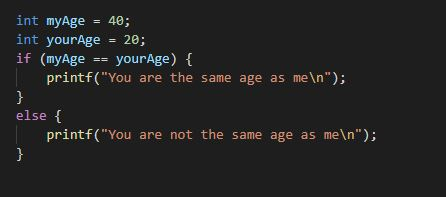 int myAge = 40;
int yourAge = 20;
if (myAge == yourAge) {
    printf("You are the same age as me\n");
}
else {
    printf("You are not the same age as me\n");
}